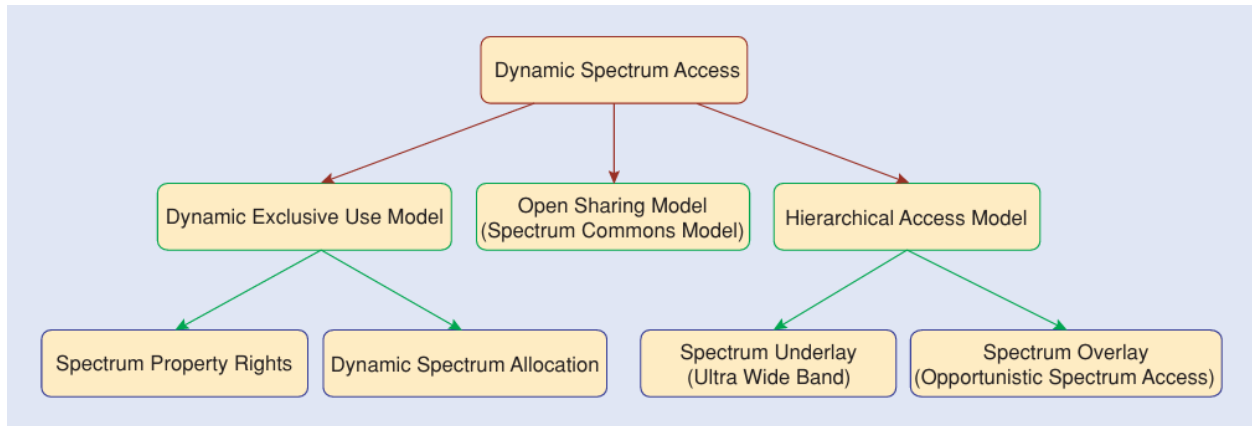 Dynamic Spectrum Access
Dynamic Exclusive Use Model
Open Sharing Model
(Spectrum Commons Model)
Hierarchical Access Model
Spectrum Property Rights
Dynamic Spectrum Allocation
Spectrum Underlay
(Ultra Wide Band)
Spectrum Overlay
(Opportunistic Spectrum Access)